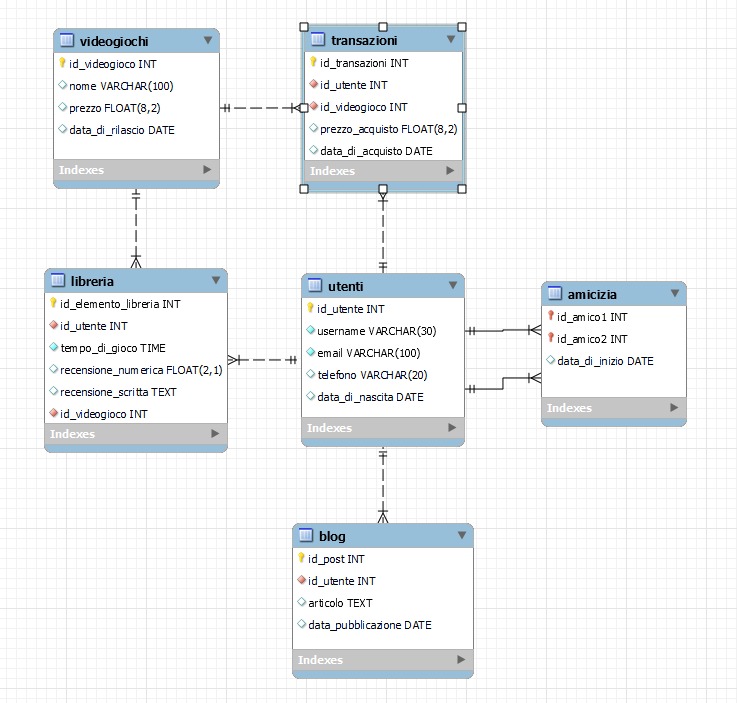 videogiochi
id_videogioco INT
nome VARCHAR(100)
prezzo FLOAT(8,2)
data_di_rilascio DATE
Indexes
transazioni
id_transazioni INT
id_utente INT
id_videogioco INT
prezzo_acquisto FLOAT(8,2)
data_di_acquisto DATE
Indexes
libreria
id_elemento_libreria INT
id_utente INT
tempo_di_gioco TIME
recensione_numerica FLOAT(2,1)
recensione_scritta TEXT
id_videogioco INT
Indexes
utenti
id_utente INT
username VARCHAR(30)
email VARCHAR(100)
telefono VARCHAR(20)
data_di_nascita DATE
Indexes
amicizia
id_amico1 INT
id_amico2 INT
data_di_inizio DATE
Indexes
blog
id_post INT
id_utente INT
articolo TEXT
data_pubblicazione DATE
Indexes